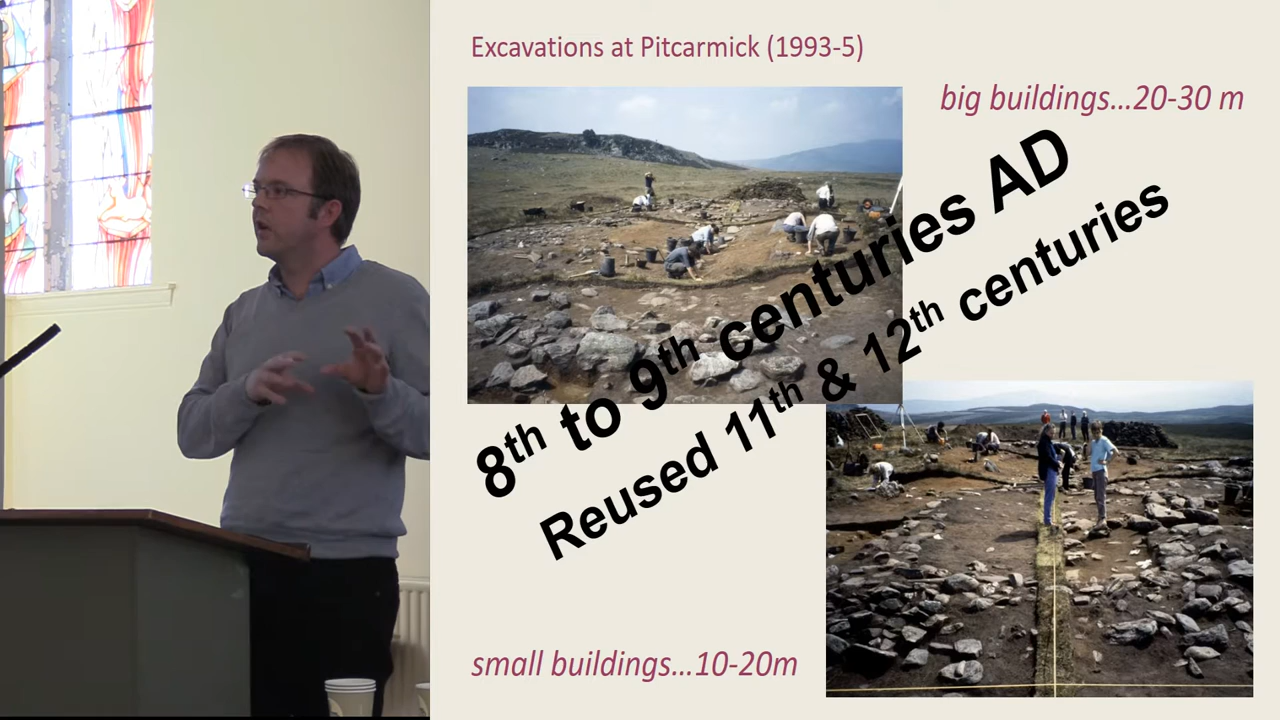 Excavations at Pitcarmick (1993-5)
big buildings...20-30 m
8th to 9th centuries AD
Reused 11th & 12th centuries
small buildings...10-20m